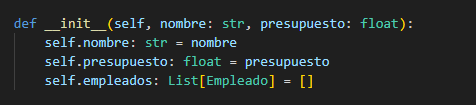 def __init__(self, nombre: str, presupuesto: float):
    self.nombre: str = nombre
    self.presupuesto: float = presupuesto
    self.empleados: List[Empleado] = []